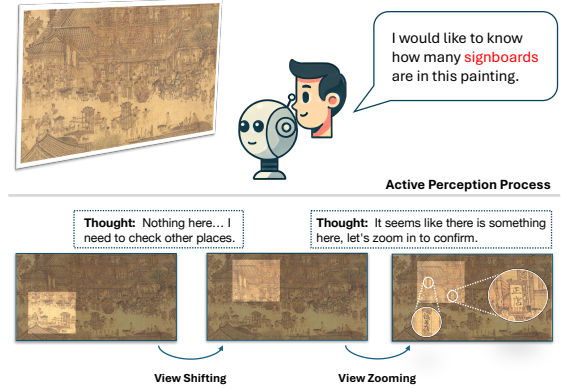 I would like to know
how many signboards
are in this painting.
Active Perception Process
Thought: Nothing here... I
need to check other places.
Thought: It seems like there is something
here, let's zoom in to confirm.
View Shifting
View Zooming